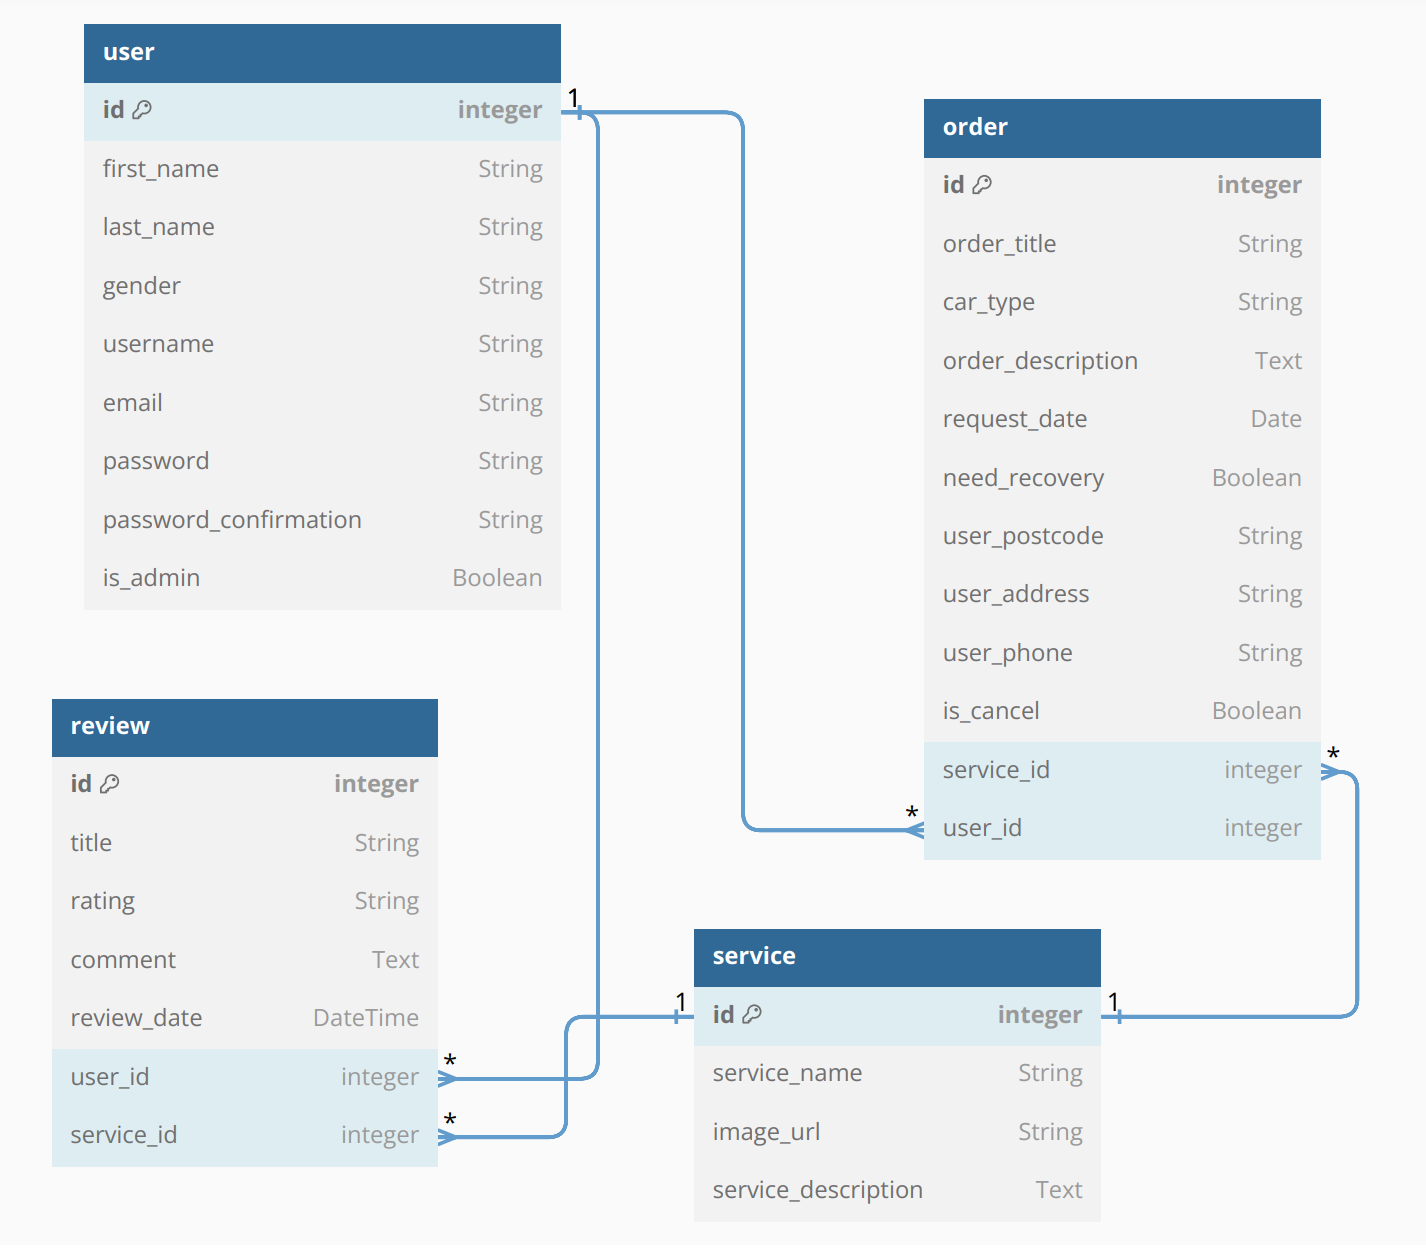 user
id integer
first_name String
last_name String
gender String
username String
email String
password String
password_confirmation String
is_admin Boolean
1
order
id integer
order_title String
car_type String
order_description Text
request_date Date
need_recovery Boolean
user_postcode String
user_address String
user_phone String
is_cancel Boolean
service_id integer
user_id integer
*
*
review
id integer
title String
rating String
comment Text
review_date DateTime
user_id integer
service_id integer
*
*
service
1 id integer 1
service_name String
image_url String
service_description Text